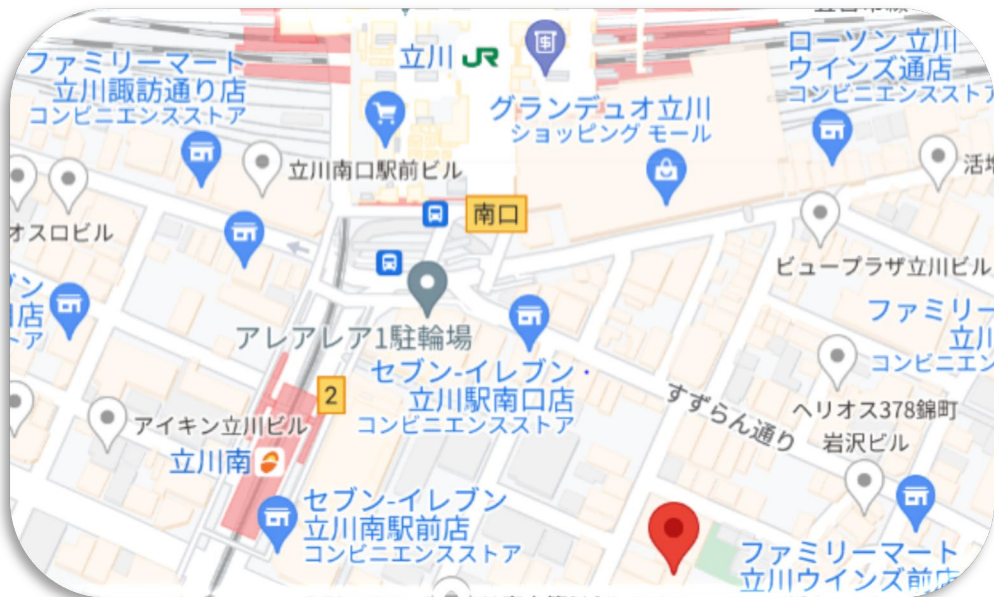 立川 JR
ファミリーマート
立川諏訪通り店
コンビニエンスストア
ローソン 立川
ウインズ通店
コンビニエンススト
グランデュオ立川
ショッピング モール
立川南口駅前ビル
南口
オスロビル
ビュープラザ立川ビル
アレアレア1駐輪場
セブン-イレブン
立川駅南口店
コンビニエンスストア
2
すずらん通り
ファミリー
立川
コンビニエン
ヘリオス378錦町
岩沢ビル
アイキン立川ビル
立川南
セブン-イレブン
立川南駅前店
コンビニエンスストア
ファミリーマート
立川ウインズ前店